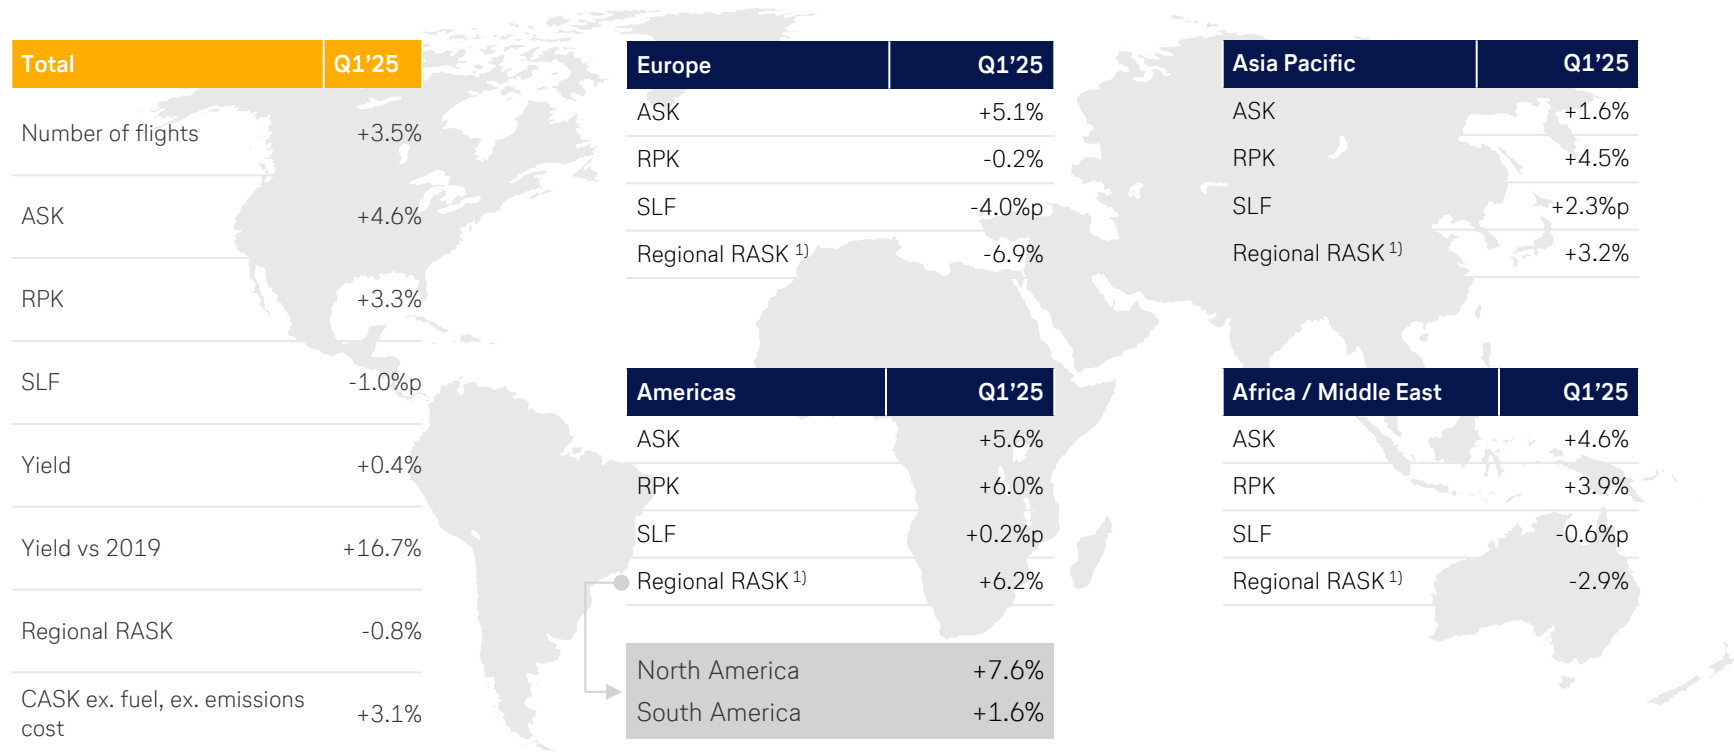 Total Q1’25
Number of flights +3.5%
ASK +4.6%
RPK +3.3%
SLF -1.0%p
Yield +0.4%
Yield vs 2019 +16.7%
Regional RASK -0.8%
CASK ex. fuel, ex. emissions
cost +3.1%
Europe Q1’25
ASK +5.1%
RPK -0.2%
SLF -4.0%p
Regional RASK 1) -6.9%
Americas Q1’25
ASK +5.6%
RPK +6.0%
SLF +0.2%p
Regional RASK 1) +6.2%
North America +7.6%
South America +1.6%
Asia Pacific Q1’25
ASK +1.6%
RPK +4.5%
SLF +2.3%p
Regional RASK 1) +3.2%
Africa / Middle East Q1’25
ASK +4.6%
RPK +3.9%
SLF -0.6%p
Regional RASK 1) -2.9%